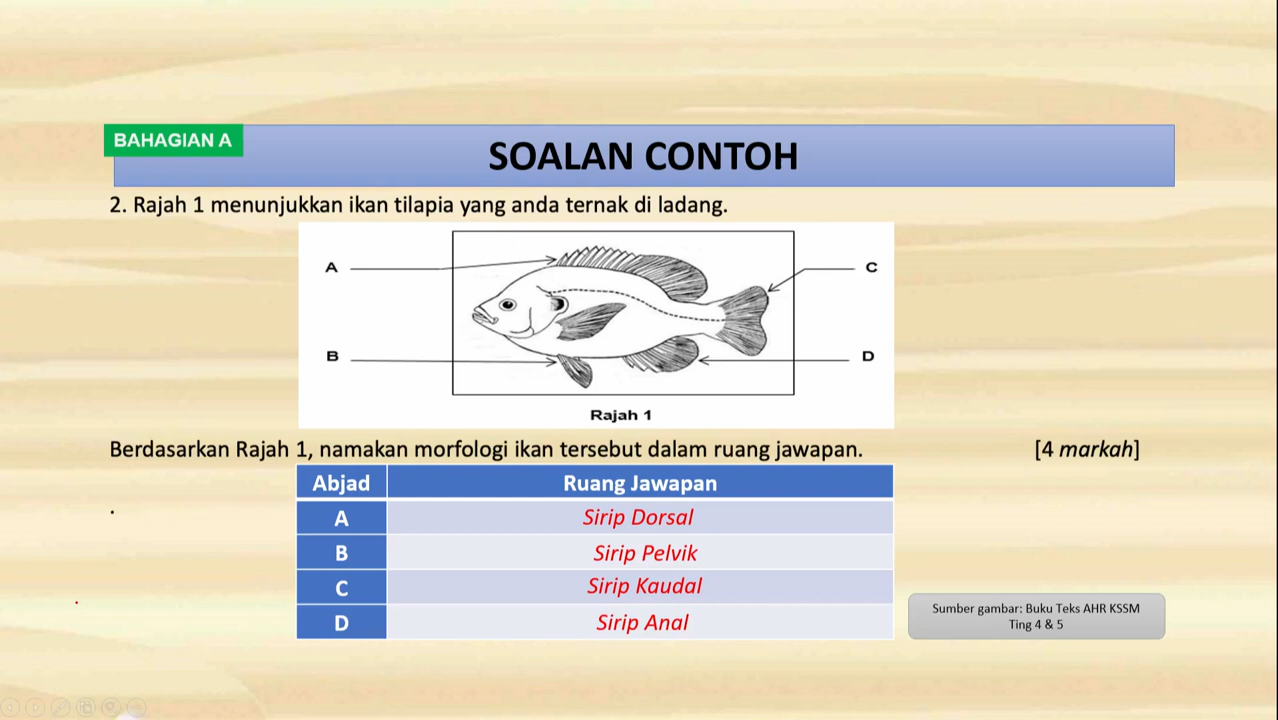 BAHAGIAN A
SOALAN CONTOH
2. Rajah 1 menunjukkan ikan tilapia yang anda ternak di ladang.
A
C
B
D
Rajah 1
Berdasarkan Rajah 1, namakan morfologi ikan tersebut dalam ruang jawapan. [4 markah]
Abjad Ruang Jawapan
.
A Sirip Dorsal
B Sirip Pelvik
C Sirip Kaudal
D Sirip Anal
Sumber gambar: Buku Teks AHR KSSM
Ting 4 & 5